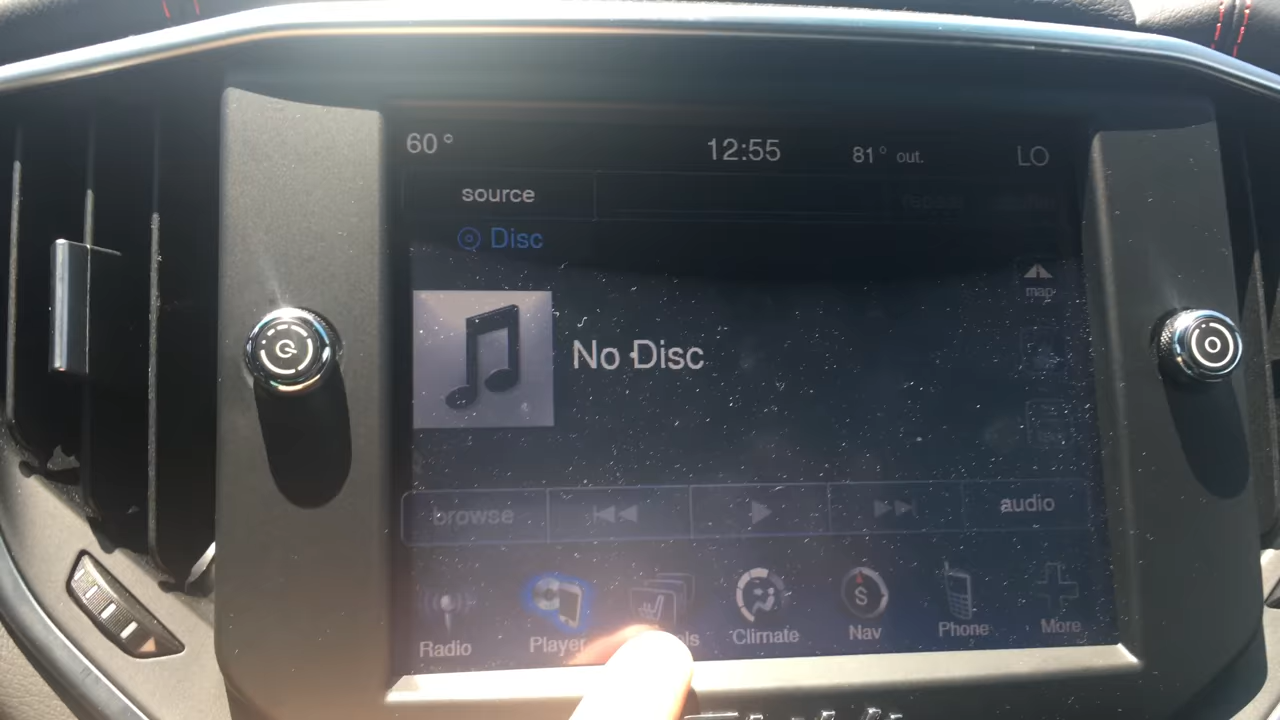 60° 12:55 81° out. LO
source
Disc
map
No Disc
browse audio
Radio Player Climate Nav Phone More